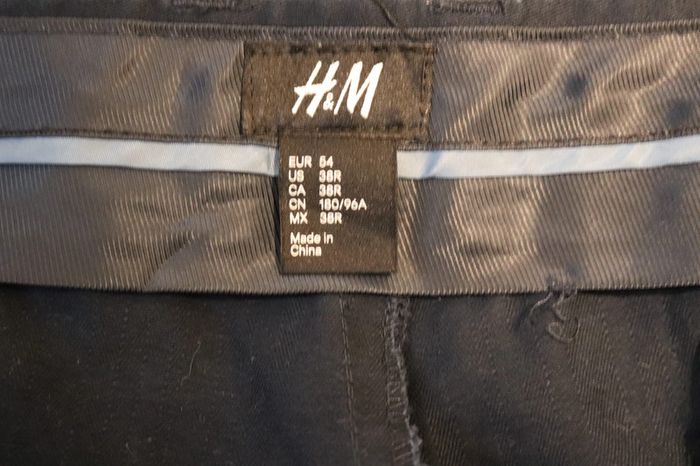 H&M
EUR 54
US 38R
CA 38R
CN 180/96A
MX 38R
Made in
China